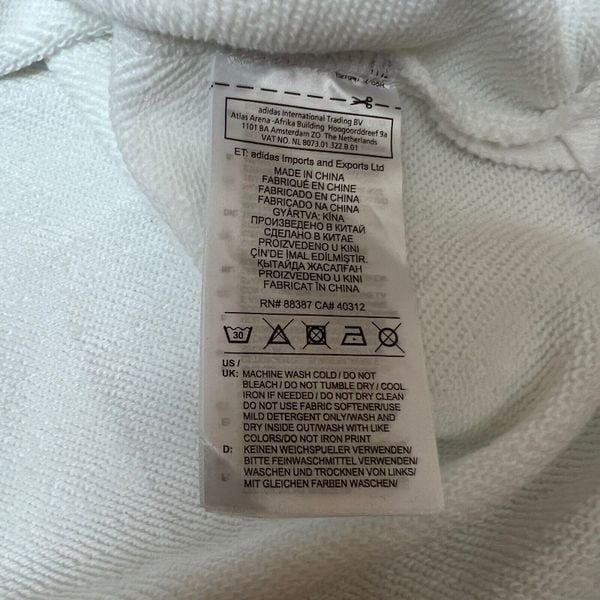 adidas International Trading BV
Atlas Arena -Afrika Building Hoogoorddreef 9a
1101 BA Amsterdam ZO The Netherlands
VAT NO. NL 8073.01.322.B.01
ET: adidas Imports and Exports Ltd
MADE IN CHINA
FABRIQUÉ EN CHINE
FABRICADO EN CHINA
FABRICADO NA CHINA
GYÁRTVA: KÍNA
ПРОИЗВЕДЕНО В КИТАЙ
СДЕЛАНО В КИТАЕ
PROIZVEDENO U KINI
ÇİN'DE İMAL EDİLMİŞTİR.
ҚЫТАЙДА ЖАСАЛҒАН
PROIZVEDENO U KINI
FABRICAT ÎN CHINA
RN# 88387 CA# 40312
30
US /
UK: MACHINE WASH COLD / DO NOT
BLEACH / DO NOT TUMBLE DRY / COOL
IRON IF NEEDED / DO NOT DRY CLEAN
DO NOT USE FABRIC SOFTENER/USE
MILD DETERGENT ONLY/WASH AND
DRY INSIDE OUT/WASH WITH LIKE
COLORS/DO NOT IRON PRINT
D: KEINEN WEICHSPUELER VERWENDEN/
BITTE FEINWASCHMITTEL VERWENDEN/
WASCHEN UND TROCKNEN VON LINKS/
MIT GLEICHEN FARBEN WASCHEN/